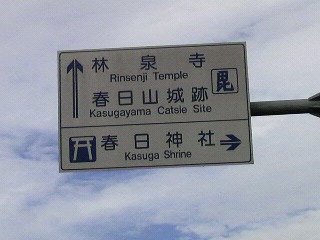 林泉寺
Rinsenji Temple
毘
春日山城跡
Kasugayama Catsle Site
春日神社
Kasuga Shrine